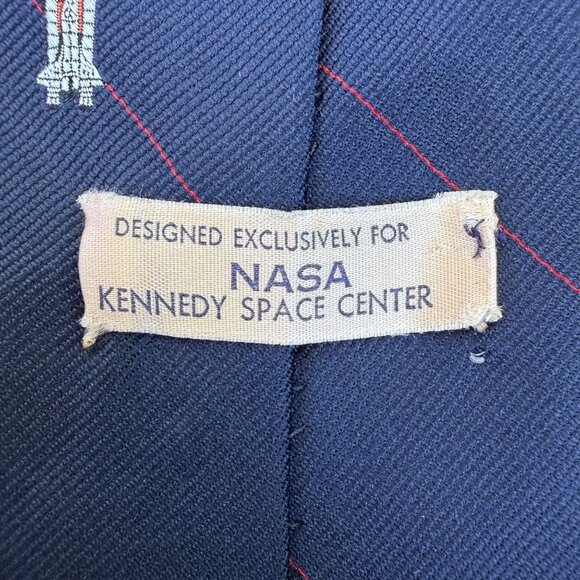 DESIGNED EXCLUSIVELY FOR
NASA
KENNEDY SPACE CENTER